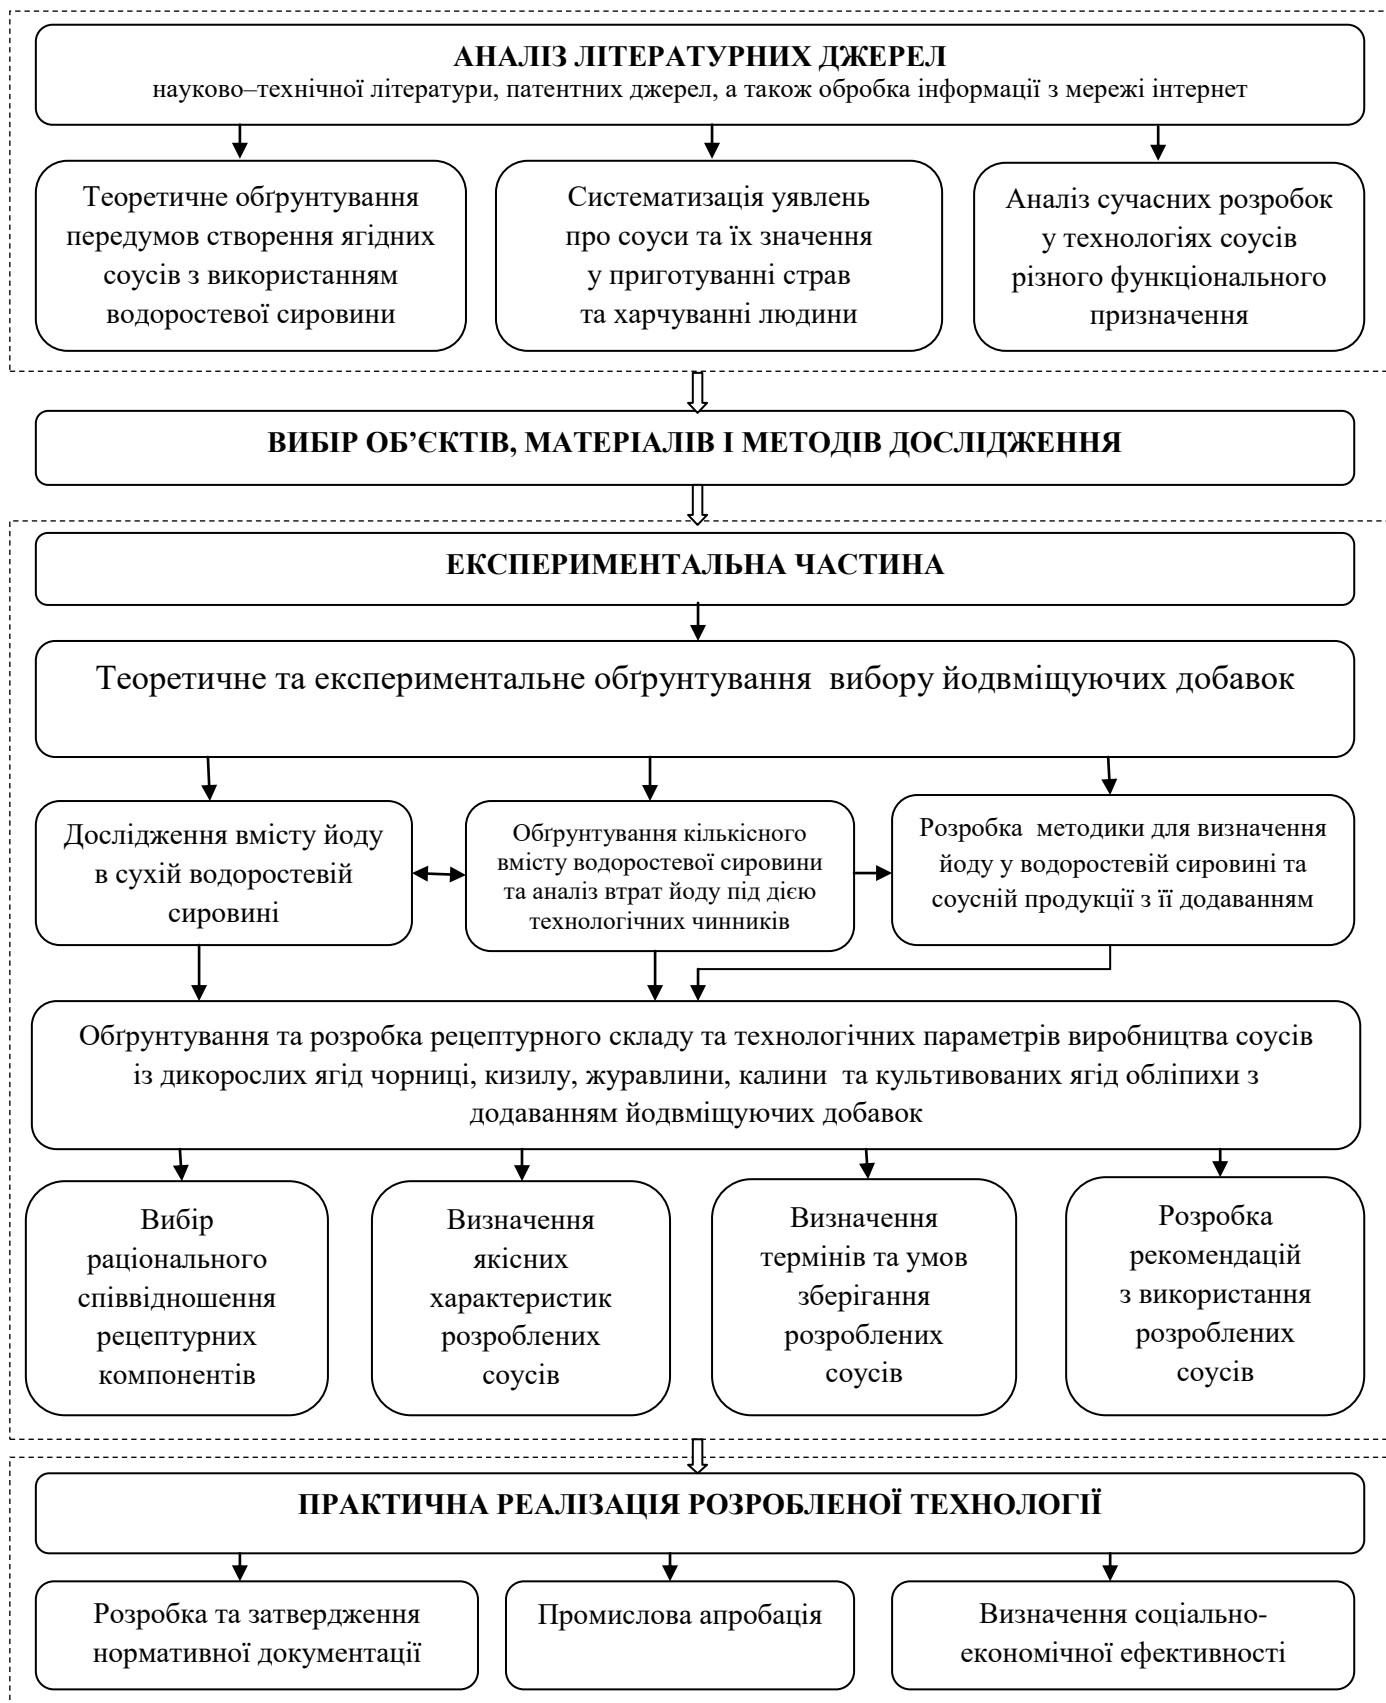 АНАЛІЗ ЛІТЕРАТУРНИХ ДЖЕРЕЛ
науково–технічної літератури, патентних джерел, а також обробка інформації з мережі інтернет
Теоретичне обґрунтування
передумов створення ягідних
соусів з використанням
водоростевої сировини
Систематизація уявлень
про соуси та їх значення
у приготуванні страв
та харчуванні людини
Аналіз сучасних розробок
у технологіях соусів
різного функціонального
призначення
ВИБІР ОБ’ЄКТІВ, МАТЕРІАЛІВ І МЕТОДІВ ДОСЛІДЖЕННЯ
ЕКСПЕРИМЕНТАЛЬНА ЧАСТИНА
Теоретичне та експериментальне обґрунтування вибору йодвміщуючих добавок
Дослідження вмісту йоду
в сухій водоростевій
сировині
Обґрунтування кількісного
вмісту водоростевої сировини
та аналіз втрат йоду під дією
технологічних чинників
Розробка методики для визначення
йоду у водоростевій сировині та
соусній продукції з її додаванням
Обґрунтування та розробка рецептурного складу та технологічних параметрів виробництва соусів
із дикорослих ягід чорниці, кизилу, журавлини, калини та культивованих ягід обліпихи з
додаванням йодвміщуючих добавок
Вибір
раціонального
співвідношення
рецептурних
компонентів
Визначення
якісних
характеристик
розроблених
соусів
Визначення
термінів та умов
зберігання
розроблених
соусів
Розробка
рекомендацій
з використання
розроблених
соусів
ПРАКТИЧНА РЕАЛІЗАЦІЯ РОЗРОБЛЕНОЇ ТЕХНОЛОГІЇ
Розробка та затвердження
нормативної документації
Промислова апробація
Визначення соціально-
економічної ефективності